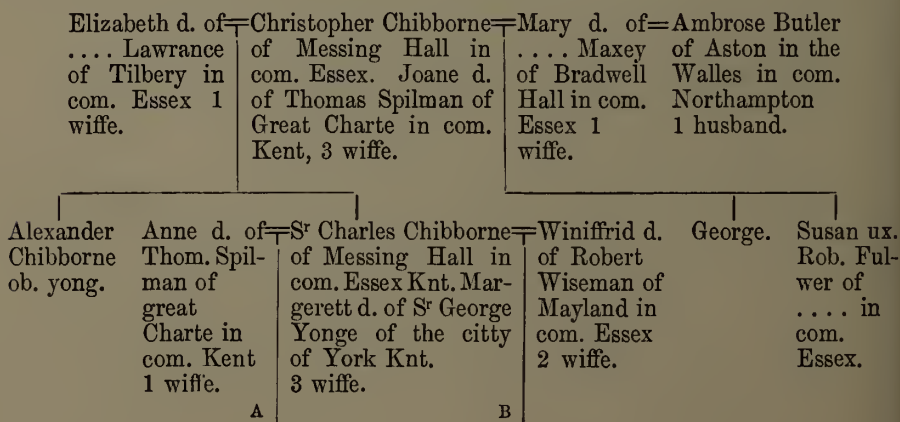 Elizabeth d. of
.... Lawrance
of Tilbery in
com. Essex 1
wiffe.
Christopher Chibborne
of Messing Hall in
com. Essex. Joane d.
of Thomas Spilman of
Great Charte in com.
Kent, 3 wiffe.
Mary d. of
.... Maxey
of Bradwell
Hall in com.
Essex 1
wiffe.
Ambrose Butler
of Aston in the
Walles in com.
Northampton
1 husband.
Alexander
Chibborne
ob. yong.
Anne d. of
Thom. Spil-
man of
great
Charte in
com. Kent
1 wiffe.
Sr Charles Chibborne
of Messing Hall in
com. Essex Knt. Mar-
gerett d. of Sr George
Yonge of the citty
of York Knt.
3 wiffe.
Winiffrid d.
of Robert
Wiseman of
Mayland in
com. Essex
2 wiffe.
George.
Susan ux.
Rob. Ful-
wer of
.... in
com.
Essex.
A
B